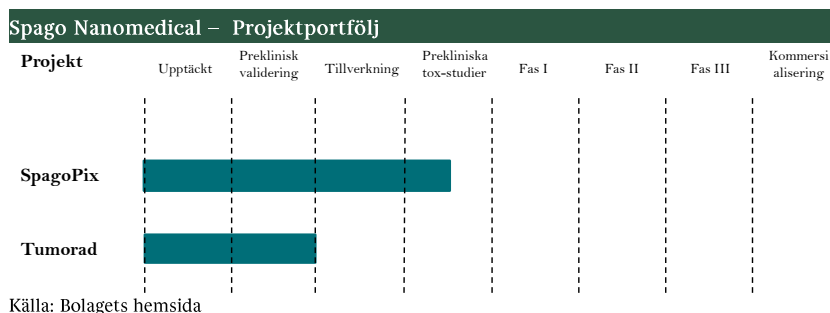 Spago Nanomedical – Projektportfölj
Projekt
Upptäckt
Preklinisk
validering
Tillverkning
Prekliniska
tox-studier
Fas I
Fas II
Fas III
Kommersi
alisering
SpagoPix
Tumorad
Källa: Bolagets hemsida